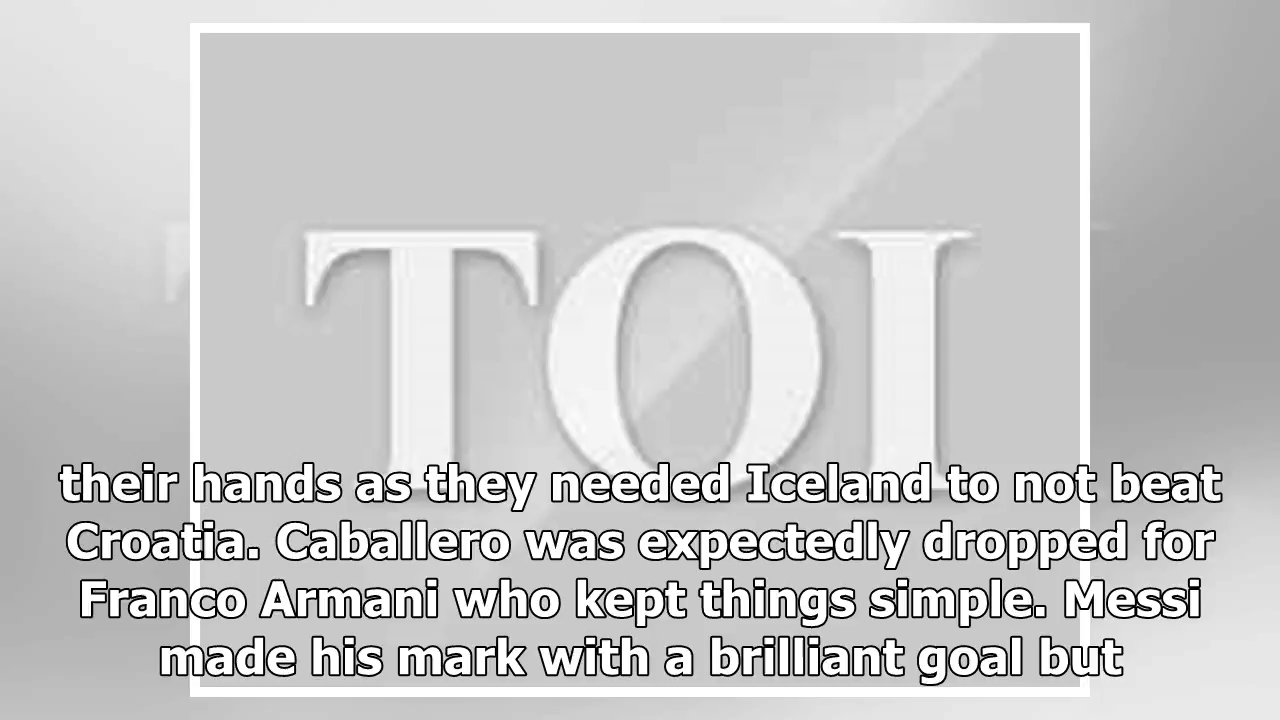 TOI
their hands as they needed Iceland to not beat
Croatia. Caballero was expectedly dropped for
Franco Armani who kept things simple. Messi
made his mark with a brilliant goal but